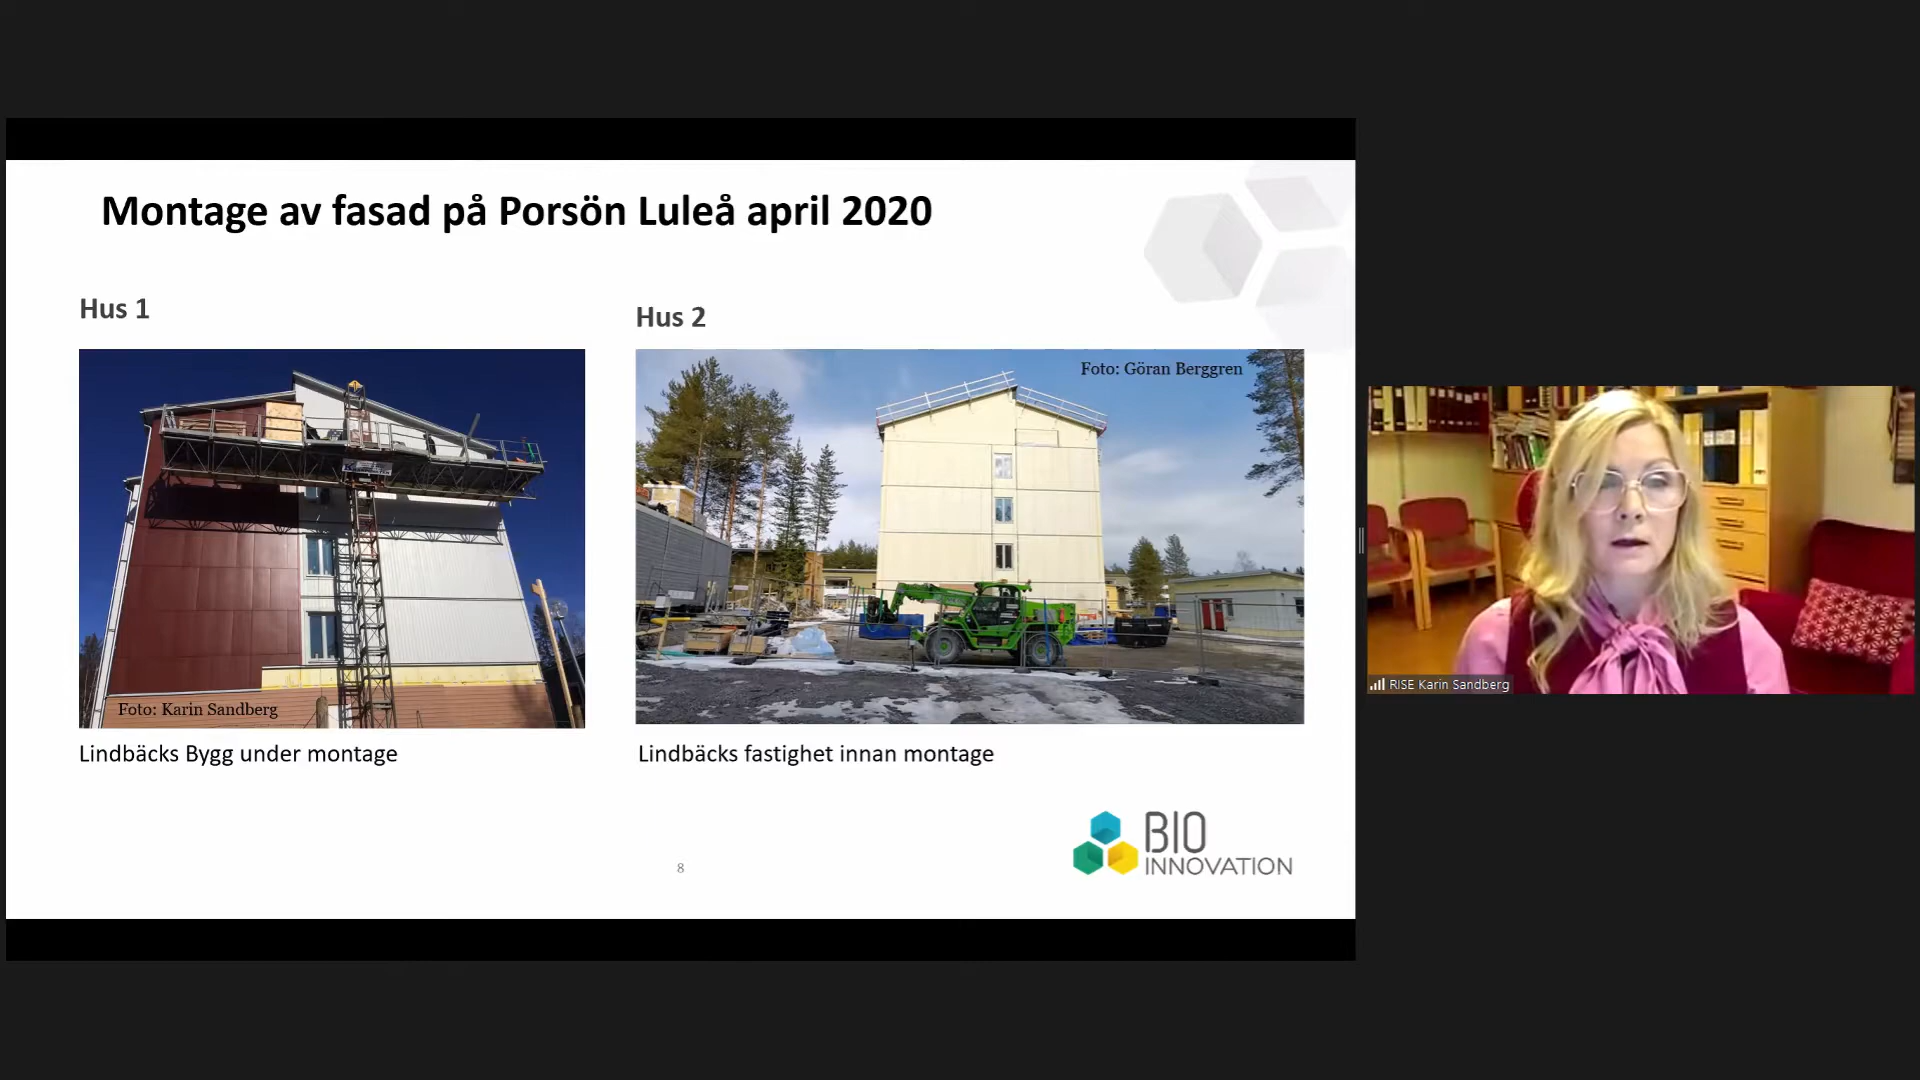 Montage av fasad på Porsön Luleå april 2020
Hus 1
Hus 2
Foto: Göran Berggren
Foto: Karin Sandberg
Lindbäcks Bygg under montage
Lindbäcks fastighet innan montage
8
BIO
INNOVATION
RISE Karin Sandberg